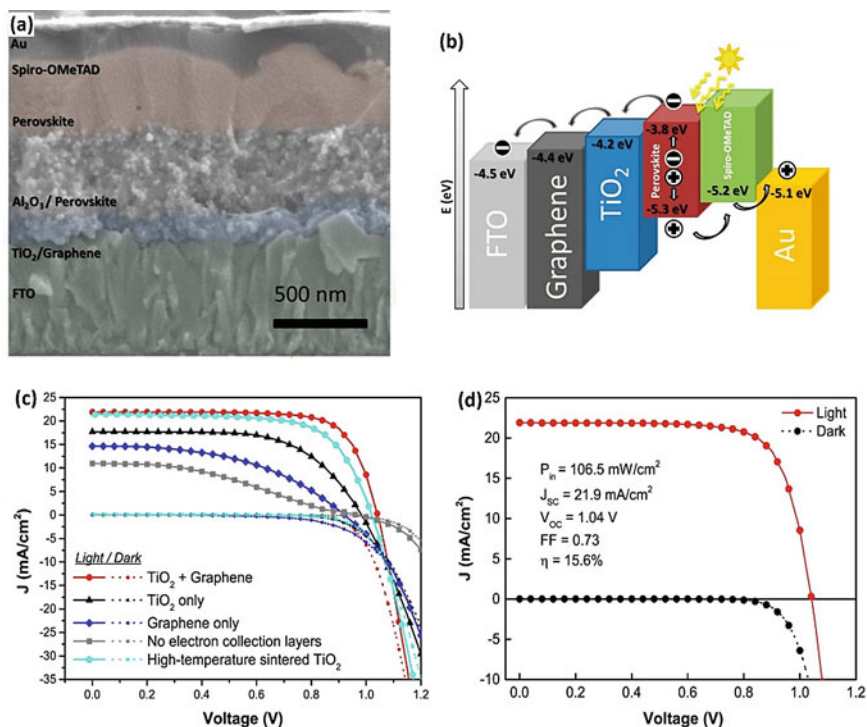 (a)
Au
Spiro-OMeTAD
Perovskite
Al₂O₃/ Perovskite
TiO₂/Graphene
FTO
500 nm
(b)
E (eV)
-4.5 eV
FTO
-4.4 eV
Graphene
-4.2 eV
TiO₂
-3.8 eV
Perovskite
-5.3 eV
Spiro-OMeTAD
-5.2 eV
-5.1 eV
Au
(c)
J (mA/cm²)
25
20
15
10
5
0
-5
-10
-15
-20
-25
-30
-35
Light / Dark
TiO₂ + Graphene
TiO₂ only
Graphene only
No electron collection layers
High-temperature sintered TiO₂
0.0 0.2 0.4 0.6 0.8 1.0 1.2
Voltage (V)
(d)
J (mA/cm²)
25
20
15
10
5
0
-5
-10
Light
Dark
Pin = 106.5 mW/cm²
JSC = 21.9 mA/cm²
VOC = 1.04 V
FF = 0.73
η = 15.6%
0.0 0.2 0.4 0.6 0.8 1.0 1.2
Voltage (V)